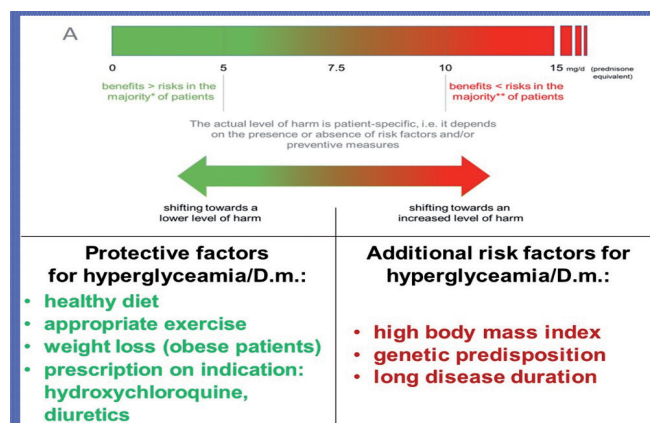 A
0 5 7.5 10 15 mg/d (prednisone equivalent)
benefits > risks in the
majority* of patients
benefits < risks in the
majority** of patients
The actual level of harm is patient-specific, i.e. it depends
on the presence or absence of risk factors and/or
preventive measures
shifting towards a
lower level of harm
shifting towards an
increased level of harm
Protective factors
for hyperglyceamia/D.m.:
• healthy diet
• appropriate exercise
• weight loss (obese patients)
• prescription on indication:
hydroxychloroquine,
diuretics
Additional risk factors for
hyperglyceamia/D.m.:
• high body mass index
• genetic predisposition
• long disease duration